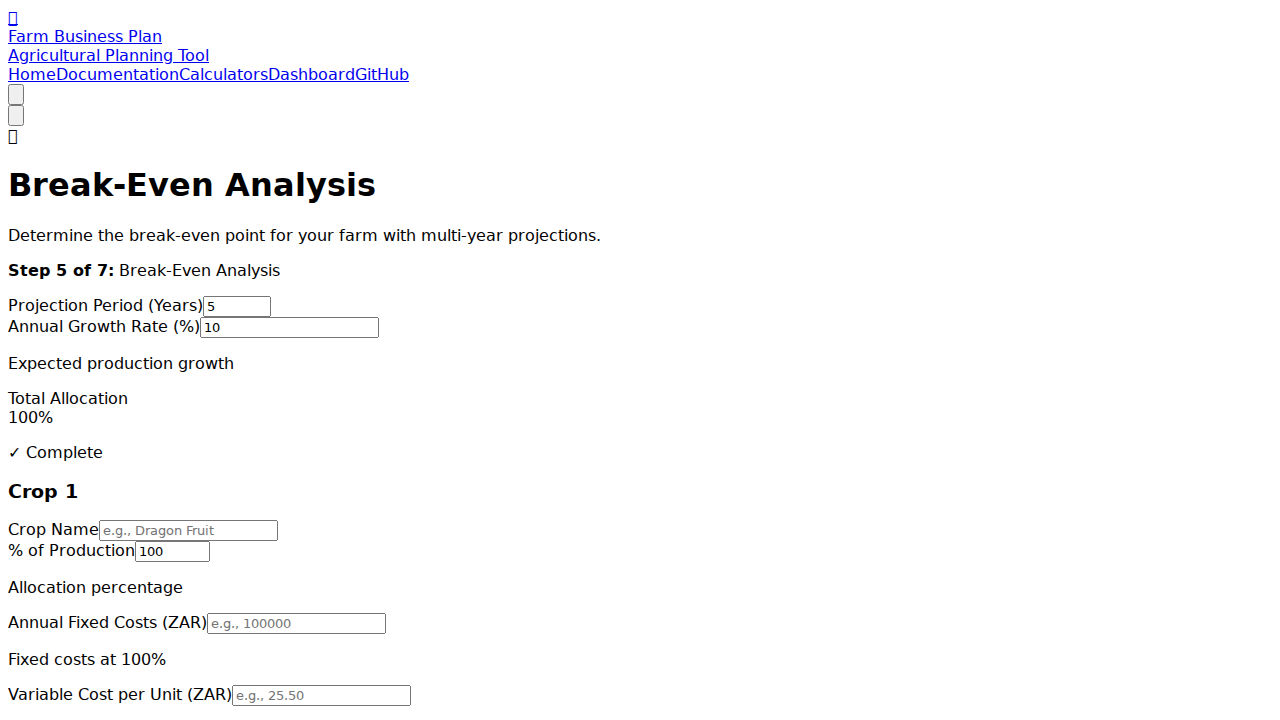 Farm Business Plan
Agricultural Planning Tool
HomeDocumentationCalculatorsDashboardGitHub
Break-Even Analysis
Determine the break-even point for your farm with multi-year projections.
Step 5 of 7: Break-Even Analysis
Projection Period (Years) 5
Annual Growth Rate (%) 10
Expected production growth
Total Allocation
100%
✓ Complete
Crop 1
Crop Name e.g., Dragon Fruit
% of Production 100
Allocation percentage
Annual Fixed Costs (ZAR) e.g., 100000
Fixed costs at 100%
Variable Cost per Unit (ZAR) e.g., 25.50